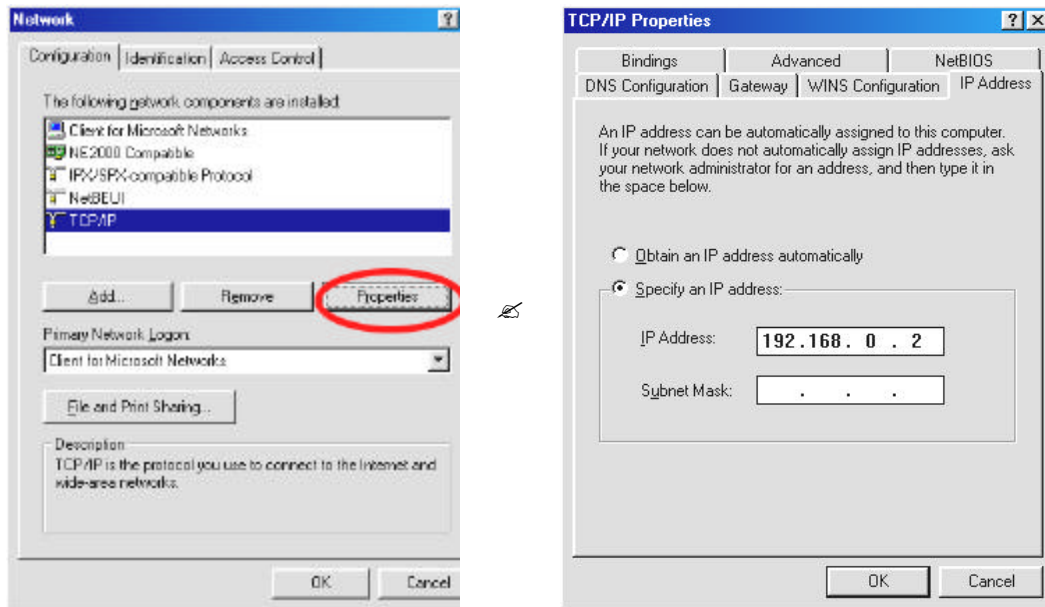 Network
Configuration Identification Access Control
The following network components are installed:
Client for Microsoft Networks
NE2000 Compatible
IPX/SPX-compatible Protocol
NetBEUI
TCP/IP
Add... Remove Properties
Primary Network Logon:
Client for Microsoft Networks
File and Print Sharing...
Description
TCP/IP is the protocol you use to connect to the Internet and
wide-area networks.
OK Cancel
TCP/IP Properties
Bindings Advanced NetBIOS
DNS Configuration Gateway WINS Configuration IP Address
An IP address can be automatically assigned to this computer.
If your network does not automatically assign IP addresses, ask
your network administrator for an address, and then type it in
the space below.
Obtain an IP address automatically
Specify an IP address:
IP Address: 192.168. 0 . 2
Subnet Mask: . . .
OK Cancel